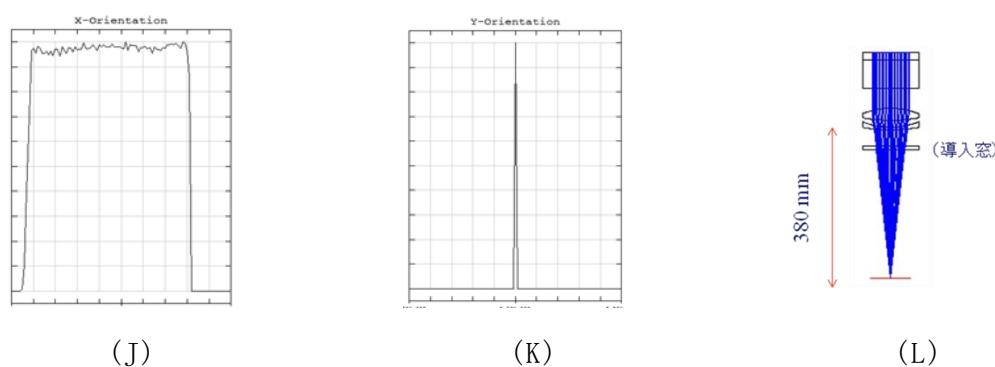 X-Orientation
Y-Orientation
(導入窓)
380 mm
(J)
(K)
(L)